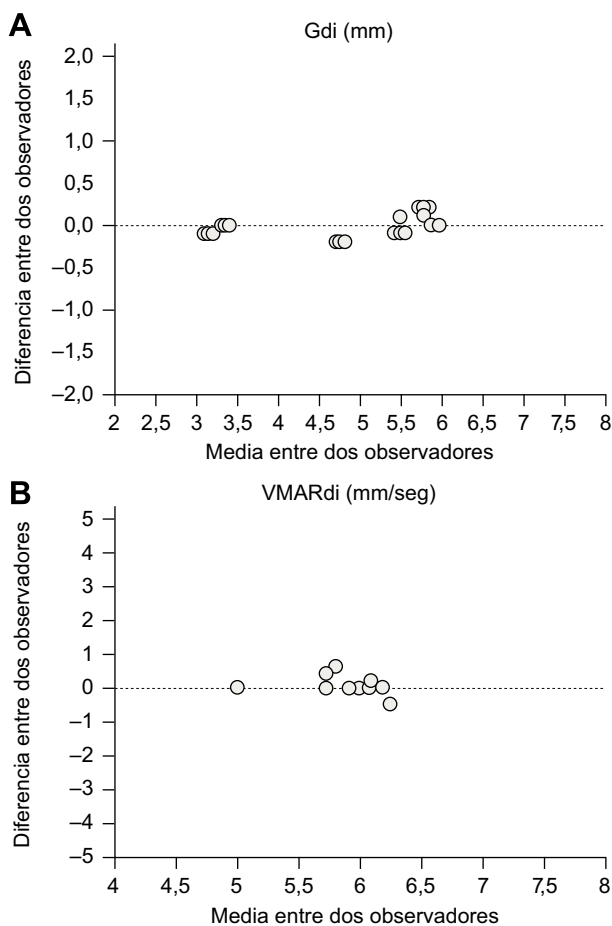 A
Gdi (mm)
Diferencia entre dos observadores
2,0
1,5
1,0
0,5
0,0
–0,5
–1,0
–1,5
–2,0
2 2,5 3 3,5 4 4,5 5 5,5 6 6,5 7 7,5 8
Media entre dos observadores
B
VMARdi (mm/seg)
Diferencia entre dos observadores
5
4
3
2
1
0
–1
–2
–3
–4
–5
4 4,5 5 5,5 6 6,5 7 7,5 8
Media entre dos observadores